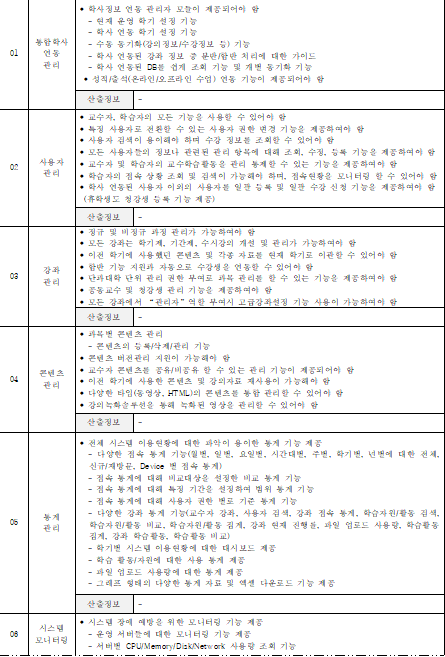 • 학사정보 연동 관리자 모듈이 제공되어야 함
- 현재 운영 학기 설정 기능
- 학사 연동 학기 설정 기능
- 수동 동기화(강의정보/수강정보 등) 기능
- 학사 연동된 강좌 정보 중 분반/합반 처리에 대한 가이드
- 학사 연동된 DB를 쉽게 조회 기능 및 개별 동기화 기능
• 성적/출석(온라인/오프라인 수업) 연동 기능이 제공되어야 함
01
통합학사
연동
관리
산출정보 -
• 교수자, 학습자의 모든 기능을 사용할 수 있어야 함
• 특정 사용자로 전환할 수 있는 사용자 권한 변경 기능을 제공하여야 함
• 사용자 검색이 용이해야 하며 수강 정보를 조회할 수 있어야 함
• 모든 사용자들의 정보나 관련된 관리 항목에 대해 조회, 수정, 등록 기능을 제공하여야 함
• 교수자 및 학습자의 교수학습활동을 관리 통제할 수 있는 기능을 제공하여야 함
• 학습자의 접속 상황 조회 및 검색이 가능해야 하며, 접속현황을 모니터링 할 수 있어야 함
• 학사 연동된 사용자 이외의 사용자를 일괄 등록 및 일괄 수강 신청 기능을 제공하여야 함
(휴학생도 청강생 등록 기능 제공)
02
사용자
관리
산출정보 -
• 정규 및 비정규 과정 관리가 가능하여야 함
• 모든 강좌는 학기제, 기간제, 수시강의 개설 및 관리가 가능하여야 함
• 이전 학기에 사용했던 콘텐츠 및 각종 자료를 현재 학기로 이관할 수 있어야 함
• 합반 기능 지원과 자동으로 수강생을 연동할 수 있어야 함
• 단과대학 단위 관리 권한 부여로 과목 관리를 할 수 있는 기능을 제공하여야 함
• 공동교수 및 청강생 관리 기능을 제공하여야 함
• 모든 강좌에서 “관리자” 역할 부여시 고급강좌설정 기능 사용이 가능하여야 함
03
강좌
관리
산출정보 -
• 과목별 콘텐츠 관리
- 콘텐츠의 등록/삭제/관리 기능
• 콘텐츠 버전관리 지원이 가능해야 함
• 교수자 콘텐츠를 공유/비공유 할 수 있는 관리 기능이 제공되어야 함
• 이전 학기에 사용한 콘텐츠 및 강의자료 재사용이 가능해야 함
• 다양한 타입(동영상, HTML)의 콘텐츠를 통합 관리할 수 있어야 함
• 강의녹화솔루션을 통해 녹화된 영상을 관리할 수 있어야 함
04
콘텐츠
관리
산출정보 -
• 전체 시스템 이용현황에 대한 파악이 용이한 통계 기능 제공
- 다양한 접속 통계 기능(일별, 월별, 요일별, 시간대별, 주별, 학기별, 년별에 대한 전체,
신규/재방문, Device 별 접속 통계)
- 접속 통계에 대해 비교대상을 설정한 비교 통계 기능
- 접속 통계에 대해 특정 기간을 설정하여 범위 통계 기능
- 접속 통계에 대해 사용자 권한 별로 기준 통계 기능
- 다양한 강좌 통계 기능(교수자 강좌, 사용자 검색, 강좌 접속 통계, 학습자원/활동 검색,
학습자원/활동 비교, 학습자원/활동 집계, 강좌 현재 진행률, 파일 업로드 사용량, 학습활동
집계, 강좌 학습활동, 학습활동 비교)
- 학기별 시스템 이용현황에 대한 대시보드 제공
- 학습 활동/자원에 대한 사용 통계 제공
- 파일 업로드 사용량에 대한 통계 제공
- 그래프 형태의 다양한 통계 자료 및 엑셀 다운로드 기능 제공
05
통계
관리
산출정보 -
• 시스템 장애 예방을 위한 모니터링 기능 제공
- 운영 서버들에 대한 모니터링 기능 제공
- 서버별 CPU/Memory/Disk/Network 사용량 조회 기능
06
시스템
모니터링